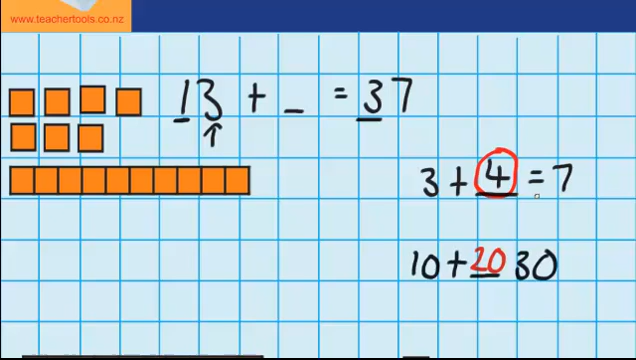 www.teachertools.co.nz
13 + _ = 37
3 + 4 = 7
10 + 20 30